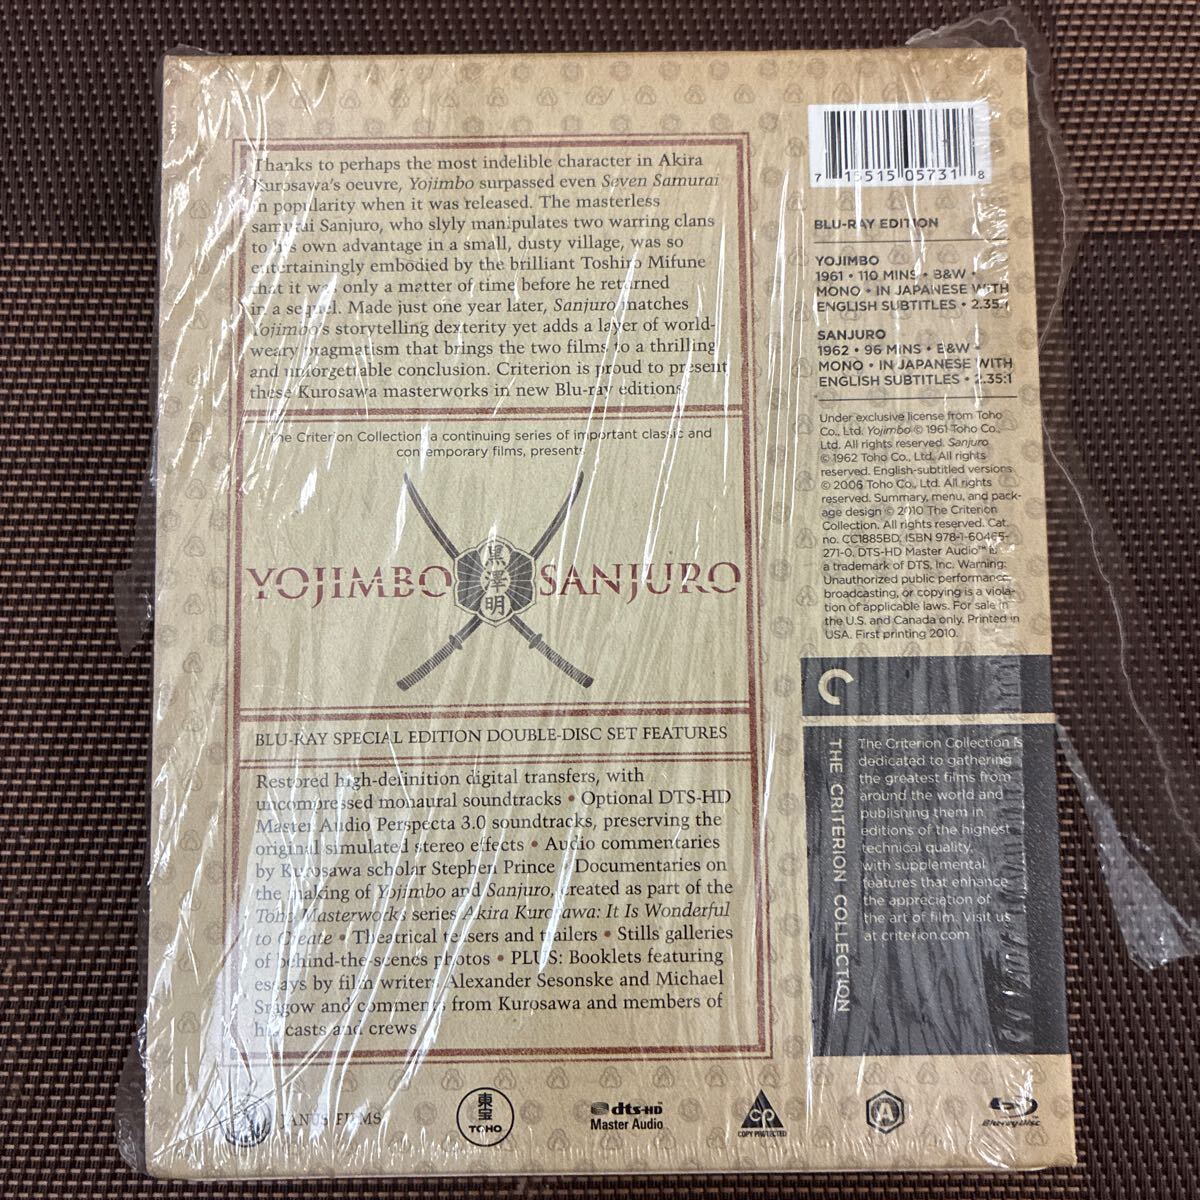 Thanks to perhaps the most indelible character in Akira
Kurosawa's oeuvre, Yojimbo surpassed even Seven Samurai
in popularity when it was released. The masterless
samurai Sanjuro, who slyly manipulates two warring clans
to his own advantage in a small, dusty village, was so
entertainingly embodied by the brilliant Toshiro Mifune
that it was only a matter of time before he returned
in a sequel. Made just one year later, Sanjuro matches
Yojimbo's storytelling dexterity yet adds a layer of world-
weary pragmatism that brings the two films to a thrilling
and unforgettable conclusion. Criterion is proud to present
these Kurosawa masterworks in new Blu-ray editions.
The Criterion Collection, a continuing series of important classic and
contemporary films, presents
YOJIMBO 黒澤明 SANJURO
BLU-RAY SPECIAL EDITION DOUBLE-DISC SET FEATURES
Restored high-definition digital transfers, with
uncompressed monaural soundtracks • Optional DTS-HD
Master Audio Perspecta 3.0 soundtracks, preserving the
original simulated stereo effects • Audio commentaries
by Kurosawa scholar Stephen Prince • Documentaries on
the making of Yojimbo and Sanjuro, created as part of the
Toho Masterworks series Akira Kurosawa: It Is Wonderful
to Create • Theatrical teasers and trailers • Stills galleries
of behind-the-scenes photos • PLUS: Booklets featuring
essays by film writers Alexander Sesonske and Michael
Sragow and comments from Kurosawa and members of
his casts and crews
7 15515 05731 8
BLU-RAY EDITION
YOJIMBO
1961 • 110 MINS • B&W •
MONO • IN JAPANESE WITH
ENGLISH SUBTITLES • 2.35:1
SANJURO
1962 • 96 MINS • B&W •
MONO • IN JAPANESE WITH
ENGLISH SUBTITLES • 2.35:1
Under exclusive license from Toho
Co., Ltd. Yojimbo © 1961 Toho Co.,
Ltd. All rights reserved. Sanjuro
© 1962 Toho Co., Ltd. All rights
reserved. English-subtitled versions
© 2006 Toho Co., Ltd. All rights
reserved. Summary, menu, and pack-
age design © 2010 The Criterion
Collection. All rights reserved. Cat.
no. CC1885BD. ISBN 978-1-60465-
271-0. DTS-HD Master Audio™ is
a trademark of DTS, Inc. Warning:
Unauthorized public performance,
broadcasting, or copying is a viola-
tion of applicable laws. For sale in
the U.S. and Canada only. Printed in
USA. First printing 2010.
THE CRITERION COLLECTION
The Criterion Collection is
dedicated to gathering
the greatest films from
around the world and
publishing them in
editions of the highest
technical quality,
with supplemental
features that enhance
the appreciation of
the art of film. Visit us
at criterion.com.
JANUS FILMS
東宝
TOHO
dts-HD
Master Audio
CP
COPY PROTECTED
A
Blu-ray Disc